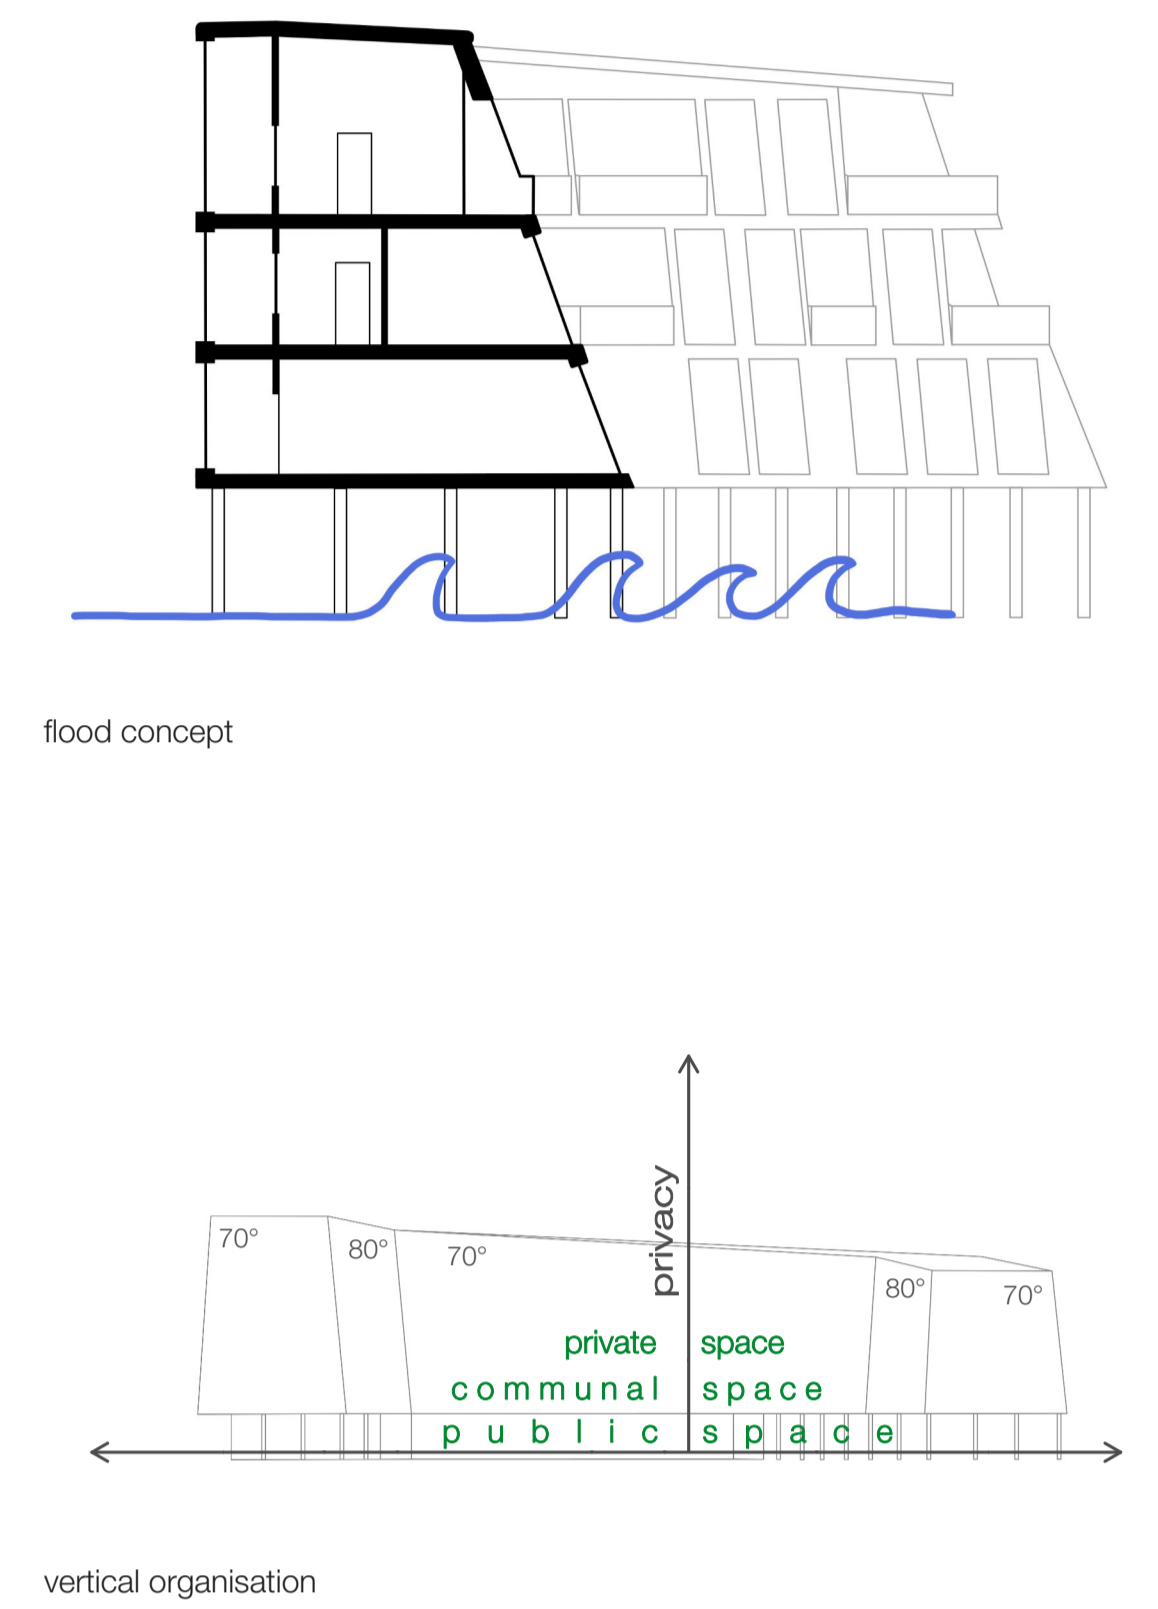 flood concept
privacy
70°
80°
70°
80°
70°
private space
communal space
public space
vertical organisation